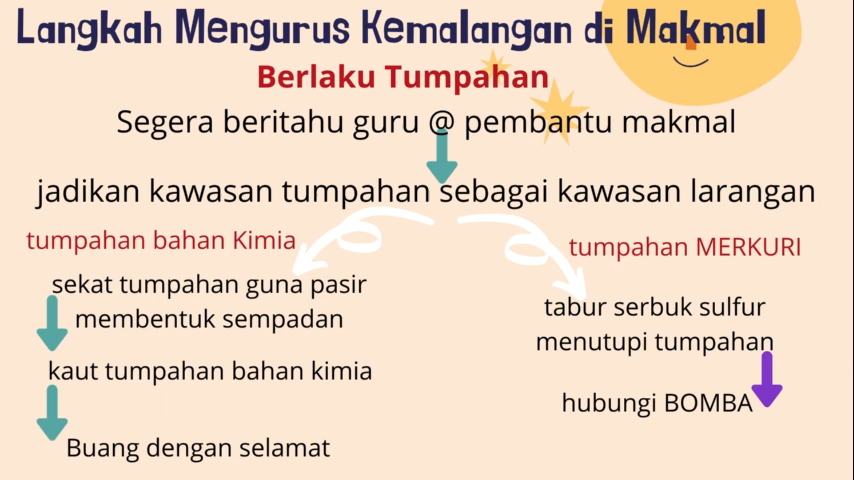 Langkah Mengurus Kemalangan di Makmal
Berlaku Tumpahan
Segera beritahu guru @ pembantu makmal
jadikan kawasan tumpahan sebagai kawasan larangan
tumpahan bahan Kimia
sekat tumpahan guna pasir
membentuk sempadan
kaut tumpahan bahan kimia
Buang dengan selamat
tumpahan MERKURI
tabur serbuk sulfur
menutupi tumpahan
hubungi BOMBA